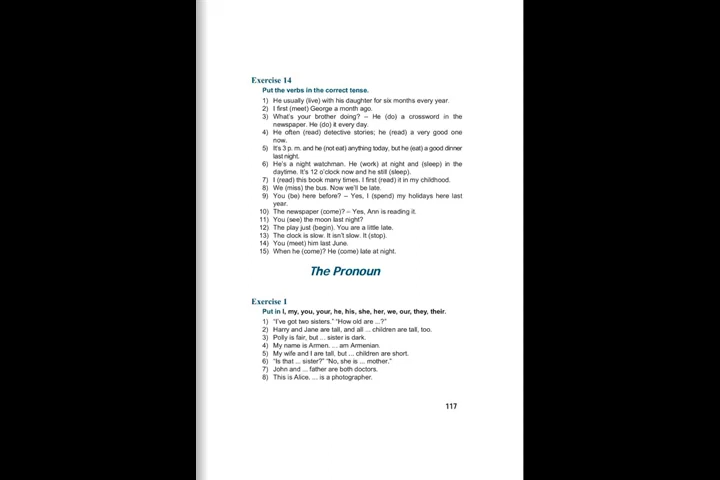 Exercise 14
Put the verbs in the correct tense.
1) He usually (live) with his daughter for six months every year.
2) I first (meet) George a month ago.
3) What's your brother doing? – He (do) a crossword in the
newspaper. He (do) it every day.
4) He often (read) detective stories; he (read) a very good one
now.
5) It's 3 p. m. and he (not eat) anything today, but he (eat) a good dinner
last night.
6) He's a night watchman. He (work) at night and (sleep) in the
daytime. It's 12 o'clock now and he still (sleep).
7) I (read) this book many times. I first (read) it in my childhood.
8) We (miss) the bus. Now we'll be late.
9) You (be) here before? – Yes, I (spend) my holidays here last
year.
10) The newspaper (come)? – Yes, Ann is reading it.
11) You (see) the moon last night?
12) The play just (begin). You are a little late.
13) The clock is slow. It isn't slow. It (stop).
14) You (meet) him last June.
15) When he (come)? He (come) late at night.
The Pronoun
Exercise 1
Put in I, my, you, your, he, his, she, her, we, our, they, their.
1) "I've got two sisters." "How old are ...?"
2) Harry and Jane are tall, and all ... children are tall, too.
3) Polly is fair, but ... sister is dark.
4) My name is Armen. ... am Armenian.
5) My wife and I are tall, but ... children are short.
6) "Is that ... sister?" "No, she is ... mother."
7) John and ... father are both doctors.
8) This is Alice. ... is a photographer.
117